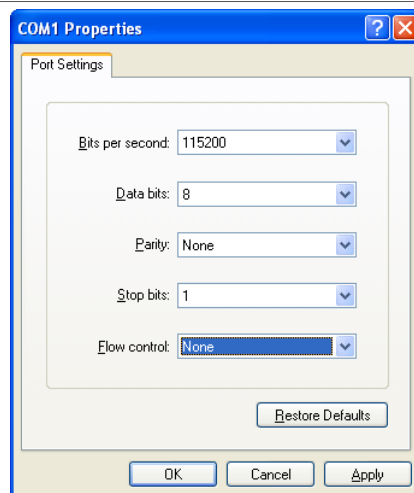 COM1 Properties
Port Settings
Bits per second: 115200
Data bits: 8
Parity: None
Stop bits: 1
Flow control: None
Restore Defaults
OK Cancel Apply